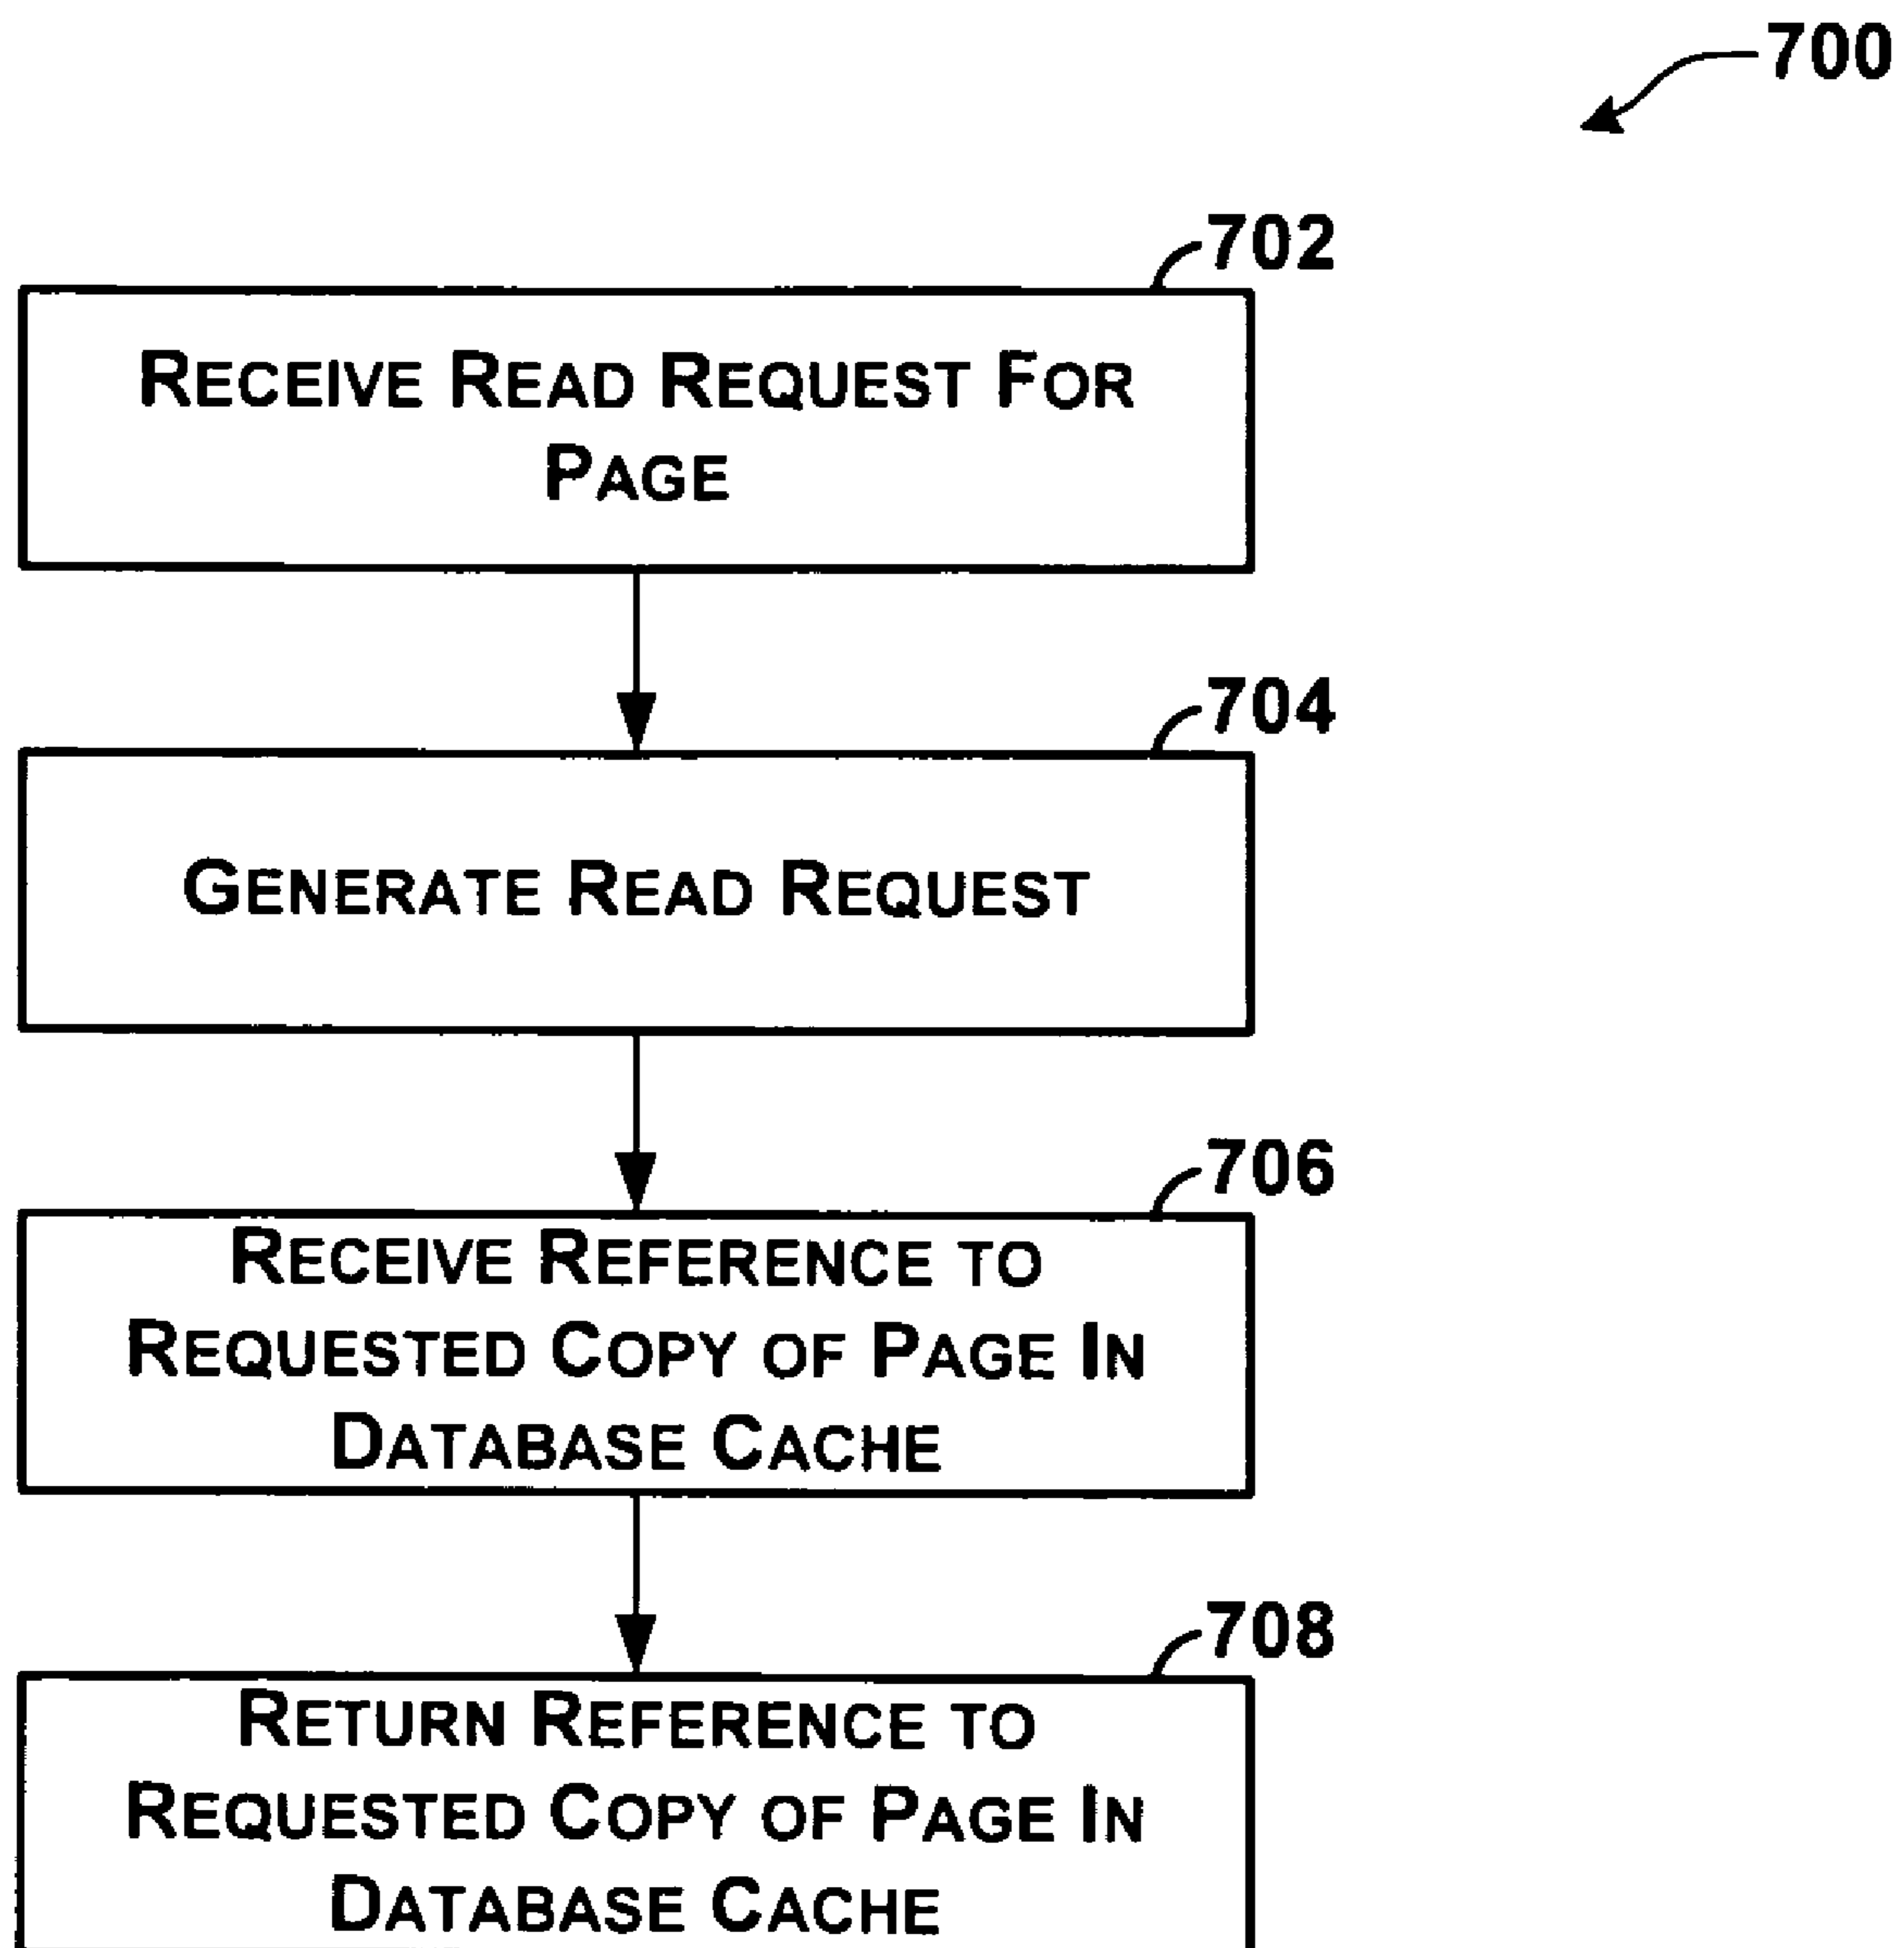 700
702
RECEIVE READ REQUEST FOR
PAGE
704
GENERATE READ REQUEST
706
RECEIVE REFERENCE TO
REQUESTED COPY OF PAGE IN
DATABASE CACHE
708
RETURN REFERENCE TO
REQUESTED COPY OF PAGE IN
DATABASE CACHE